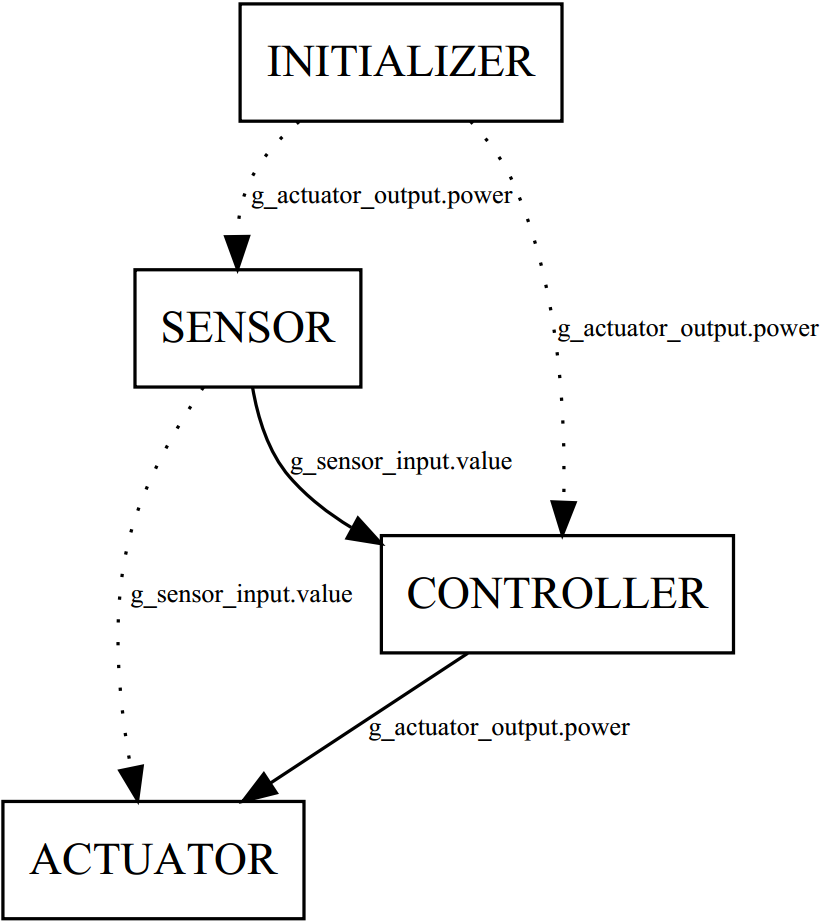 INITIALIZER
g_actuator_output.power
SENSOR
g_actuator_output.power
g_sensor_input.value
CONTROLLER
g_sensor_input.value
g_actuator_output.power
ACTUATOR